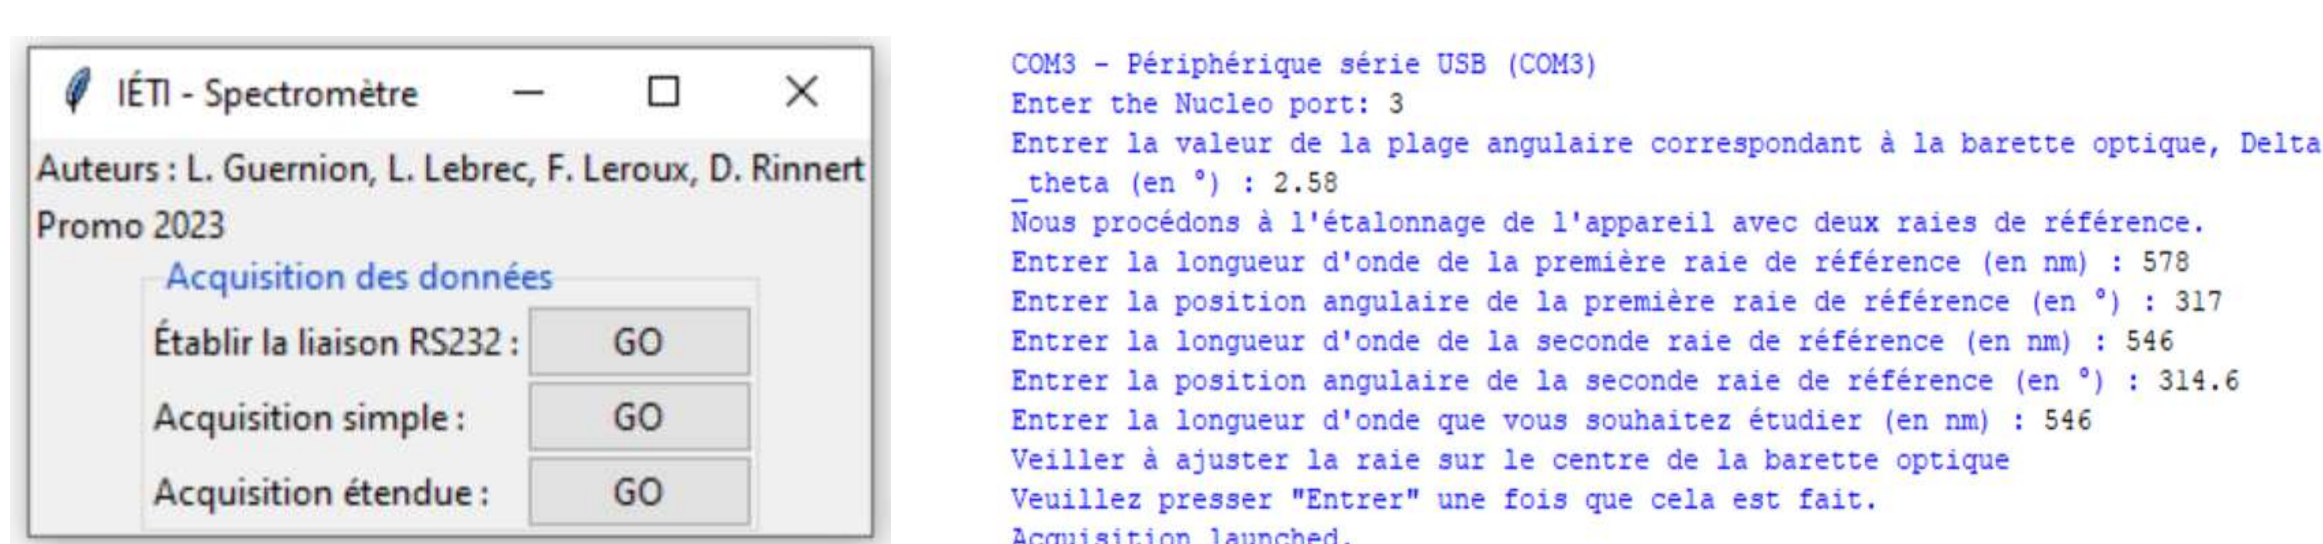 IÉTI - Spectromètre
Auteurs : L. Guernion, L. Lebrec, F. Leroux, D. Rinnert
Promo 2023
Acquisition des données
Établir la liaison RS232 : GO
Acquisition simple : GO
Acquisition étendue : GO
COM3 - Périphérique série USB (COM3)
Enter the Nucleo port: 3
Entrer la valeur de la plage angulaire correspondant à la barette optique, Delta
_theta (en °) : 2.58
Nous procédons à l'étalonnage de l'appareil avec deux raies de référence.
Entrer la longueur d'onde de la première raie de référence (en nm) : 578
Entrer la position angulaire de la première raie de référence (en °) : 317
Entrer la longueur d'onde de la seconde raie de référence (en nm) : 546
Entrer la position angulaire de la seconde raie de référence (en °) : 314.6
Entrer la longueur d'onde que vous souhaitez étudier (en nm) : 546
Veiller à ajuster la raie sur le centre de la barette optique
Veuillez presser "Entrer" une fois que cela est fait.
Acquisition launched.